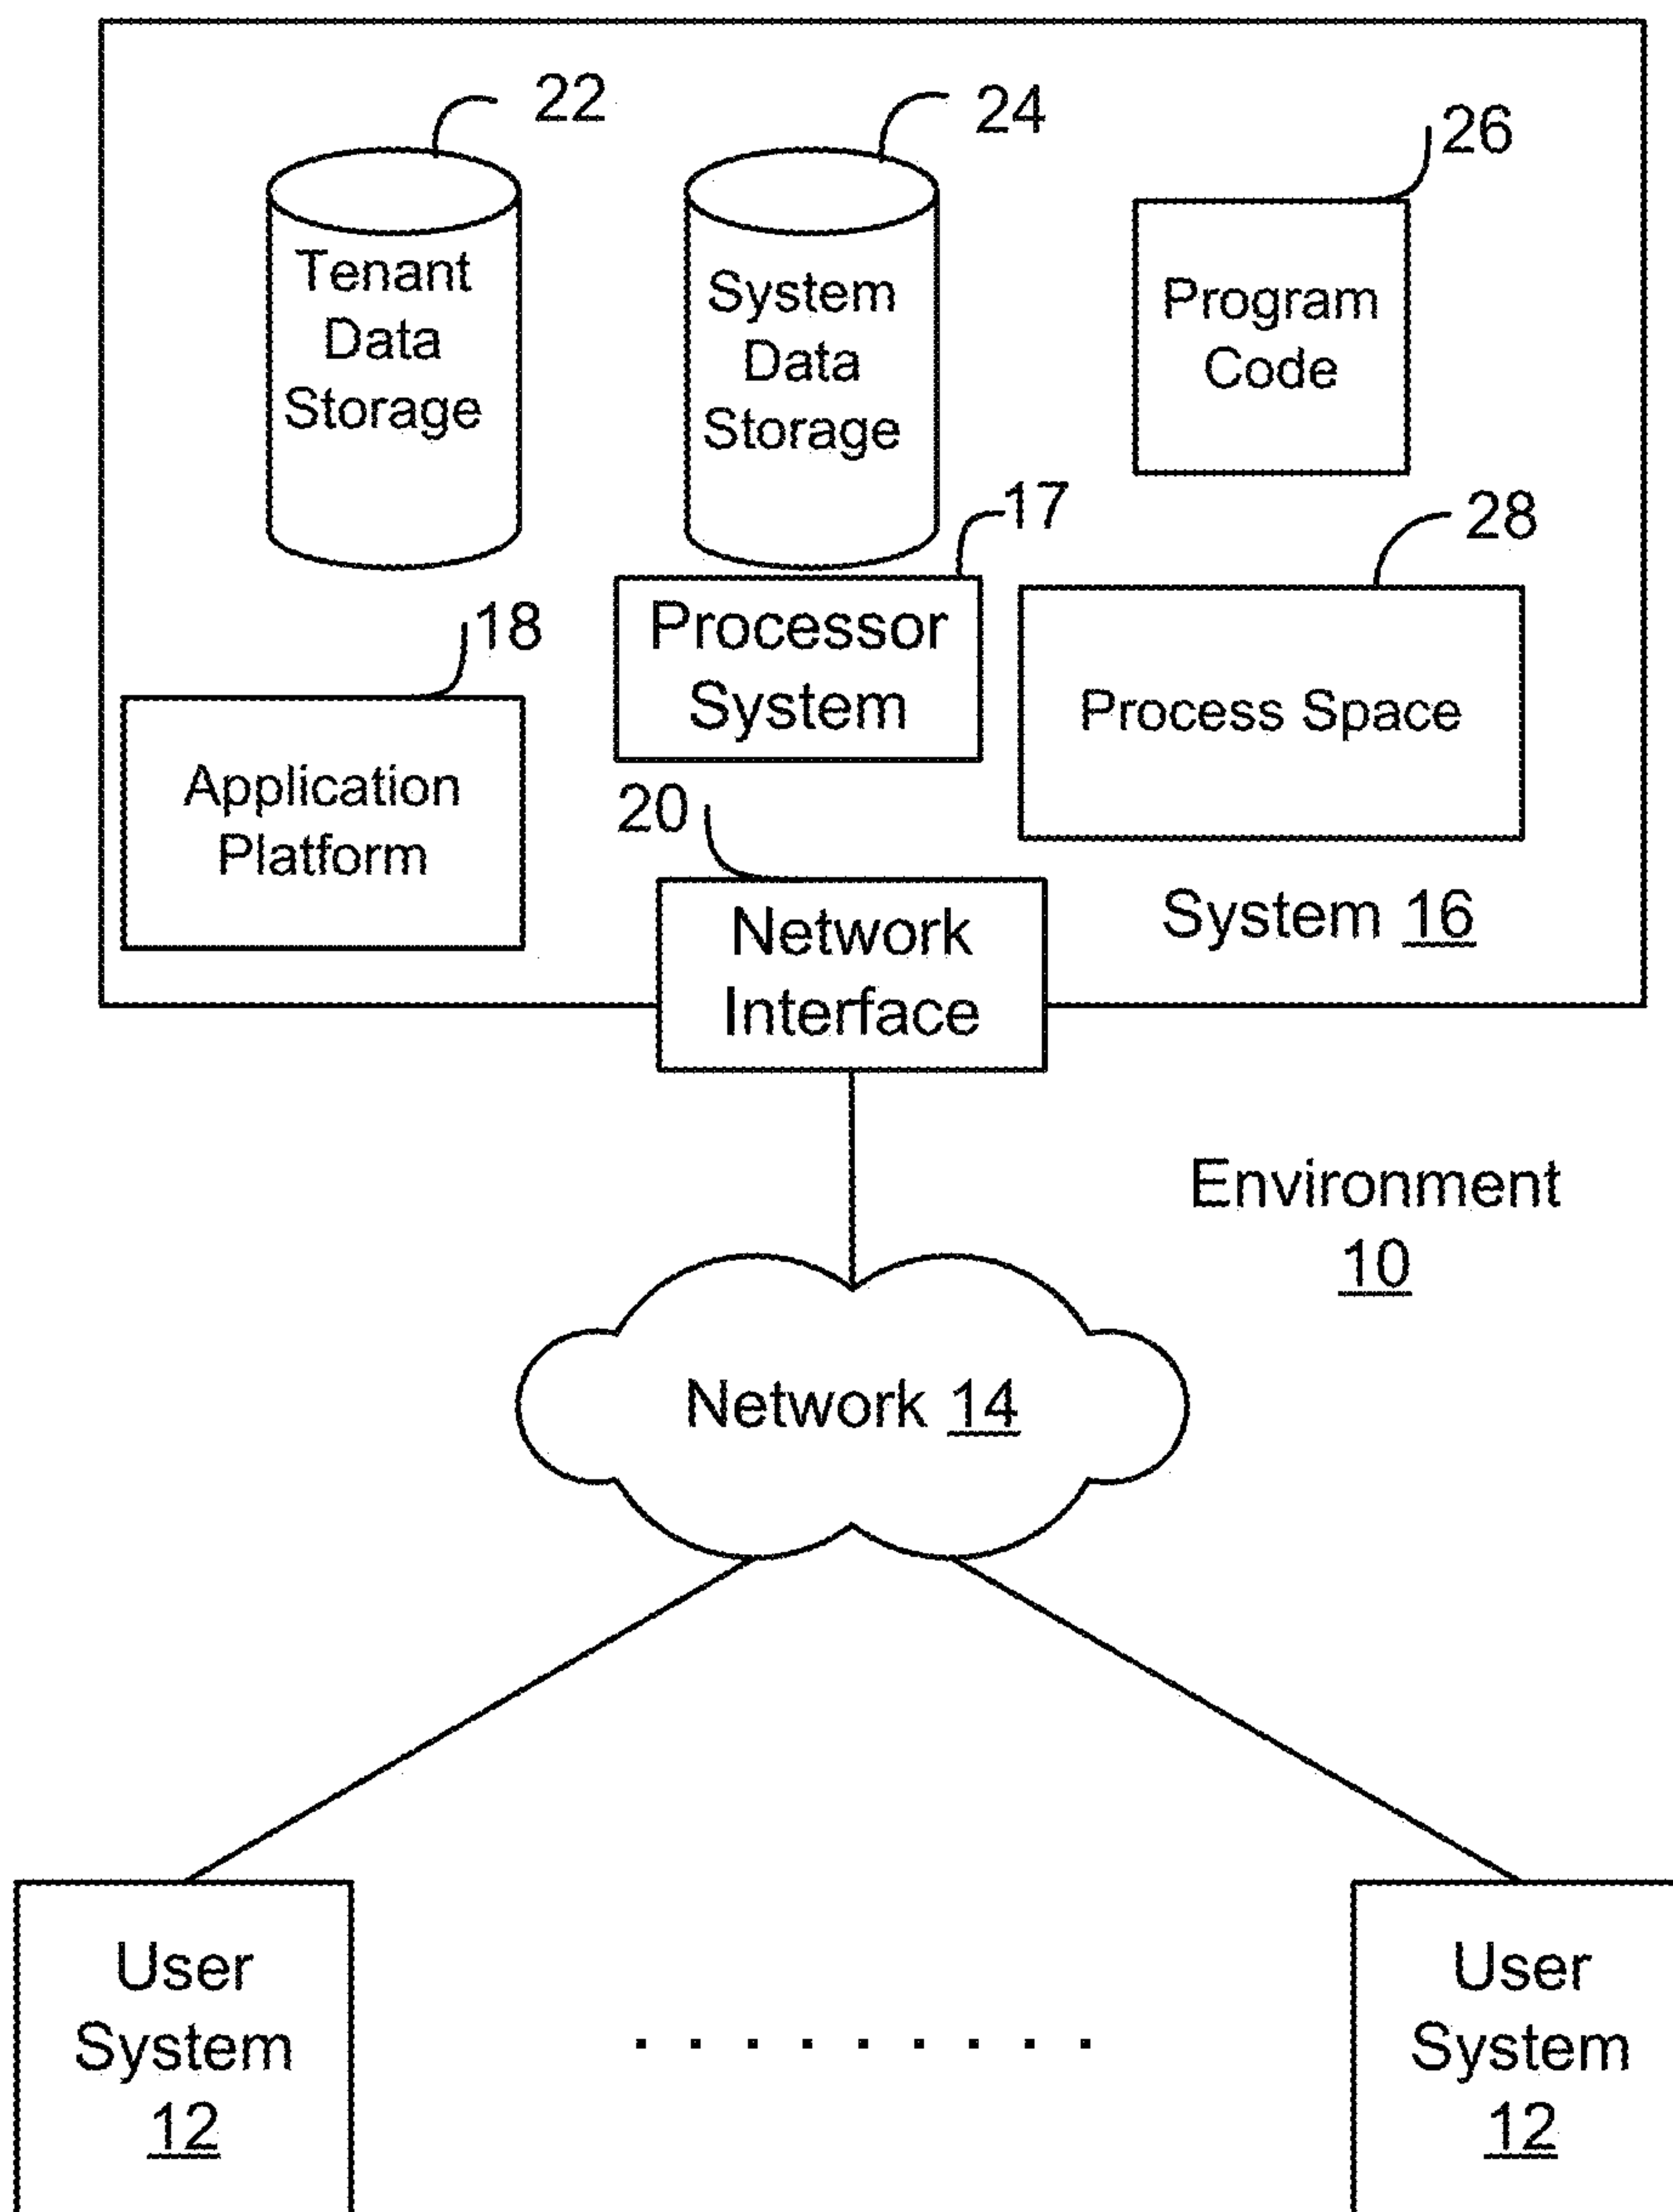 22
24
26
Tenant
Data
Storage
System
Data
Storage
Program
Code
17
28
18
Processor
System
Process Space
Application
Platform
20
Network
Interface
System 16
Environment
10
Network 14
User
System
12
. . . . . . . . .
User
System
12